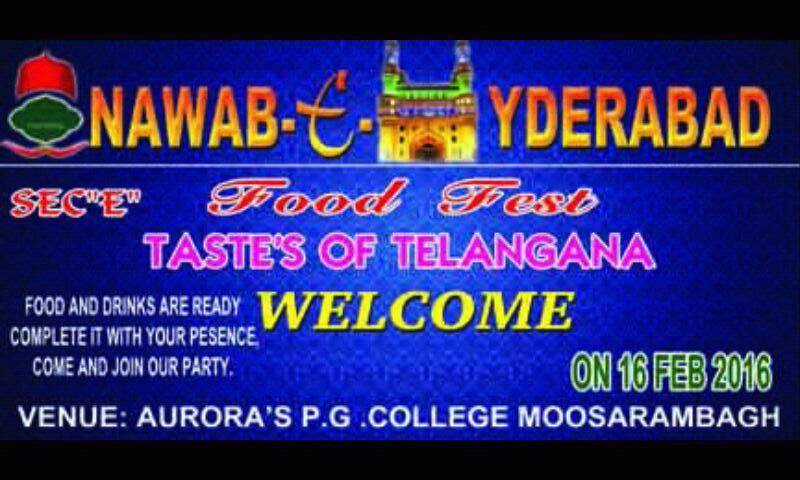 NAWAB-E-HYDERABAD
SEC"E" Food Fest
TASTE'S OF TELANGANA
WELCOME
FOOD AND DRINKS ARE READY
COMPLETE IT WITH YOUR PESENCE,
COME AND JOIN OUR PARTY.
ON 16 FEB 2016
VENUE: AURORA'S P.G .COLLEGE MOOSARAMBAGH